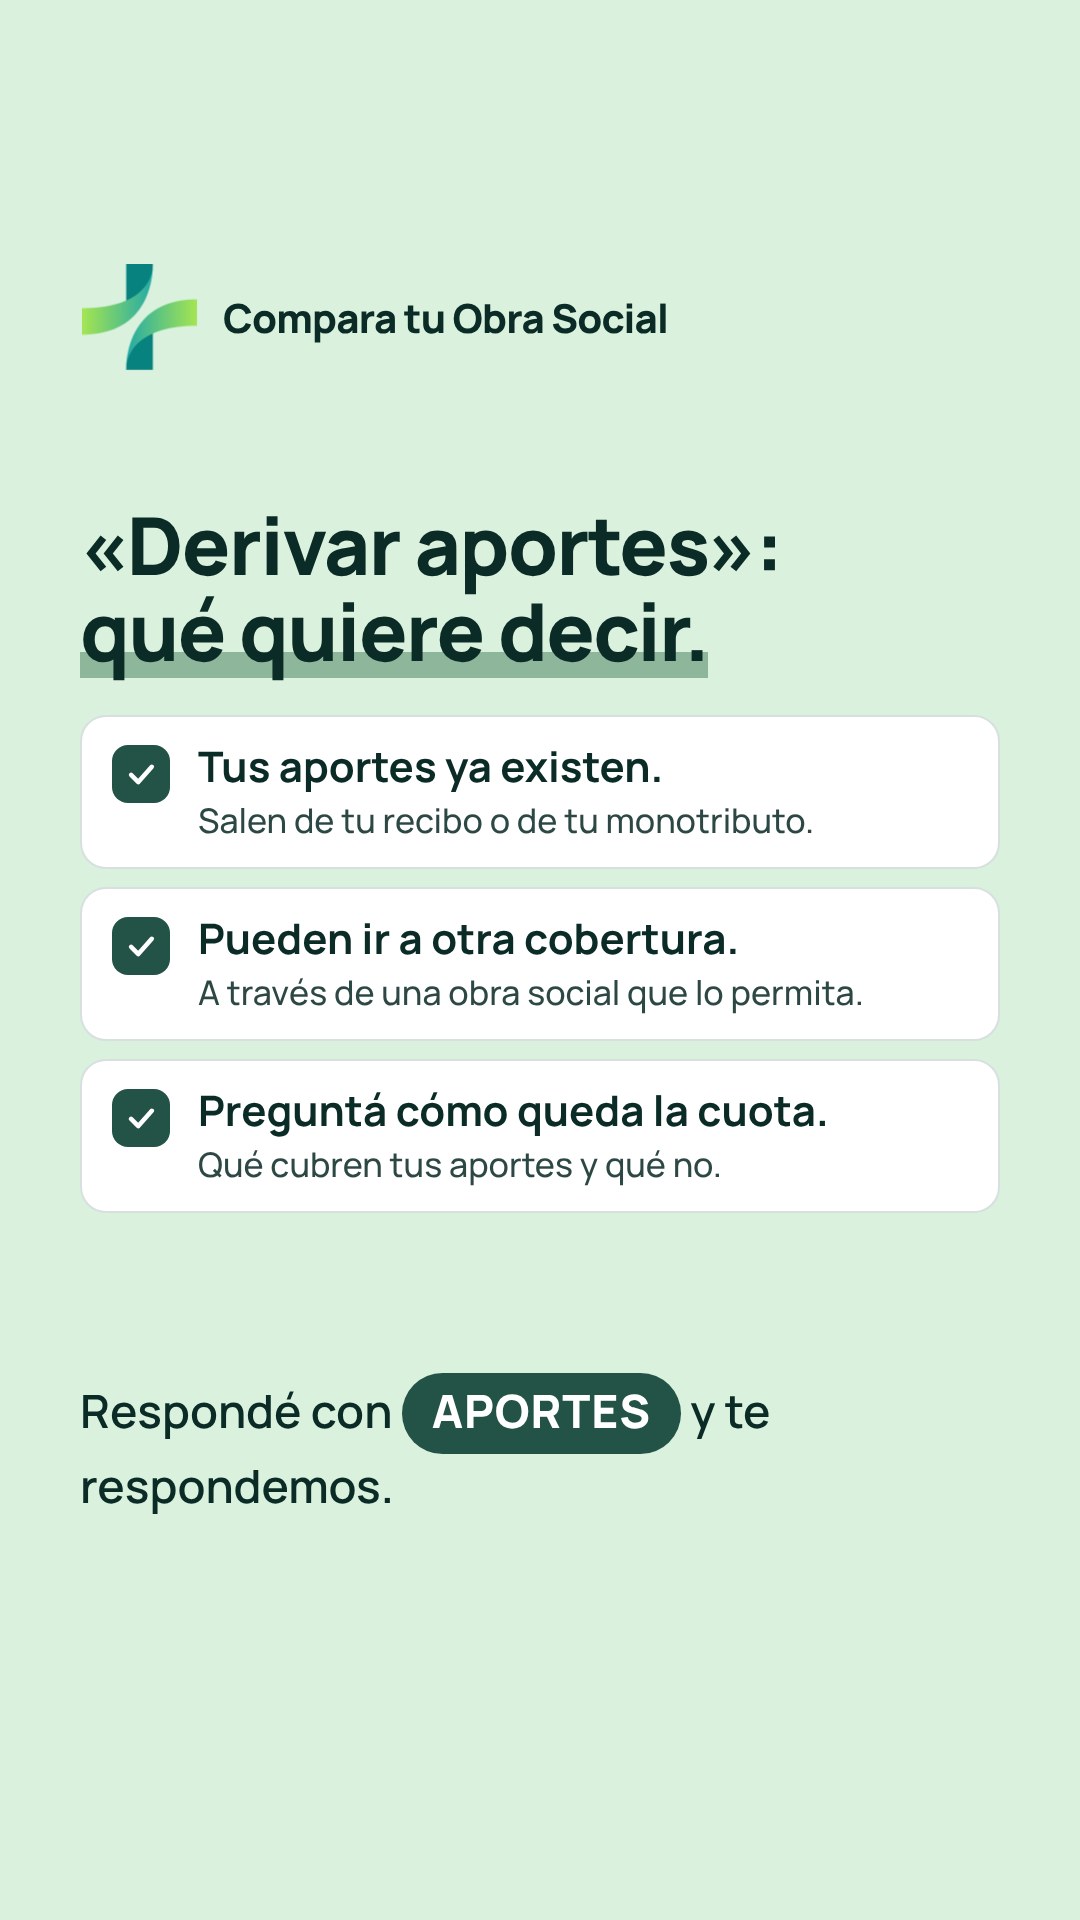 Compara tu Obra Social
«Derivar aportes»:
qué quiere decir.
Tus aportes ya existen.
Salen de tu recibo o de tu monotributo.
Pueden ir a otra cobertura.
A través de una obra social que lo permita.
Preguntá cómo queda la cuota.
Qué cubren tus aportes y qué no.
Respondé con APORTES y te
respondemos.